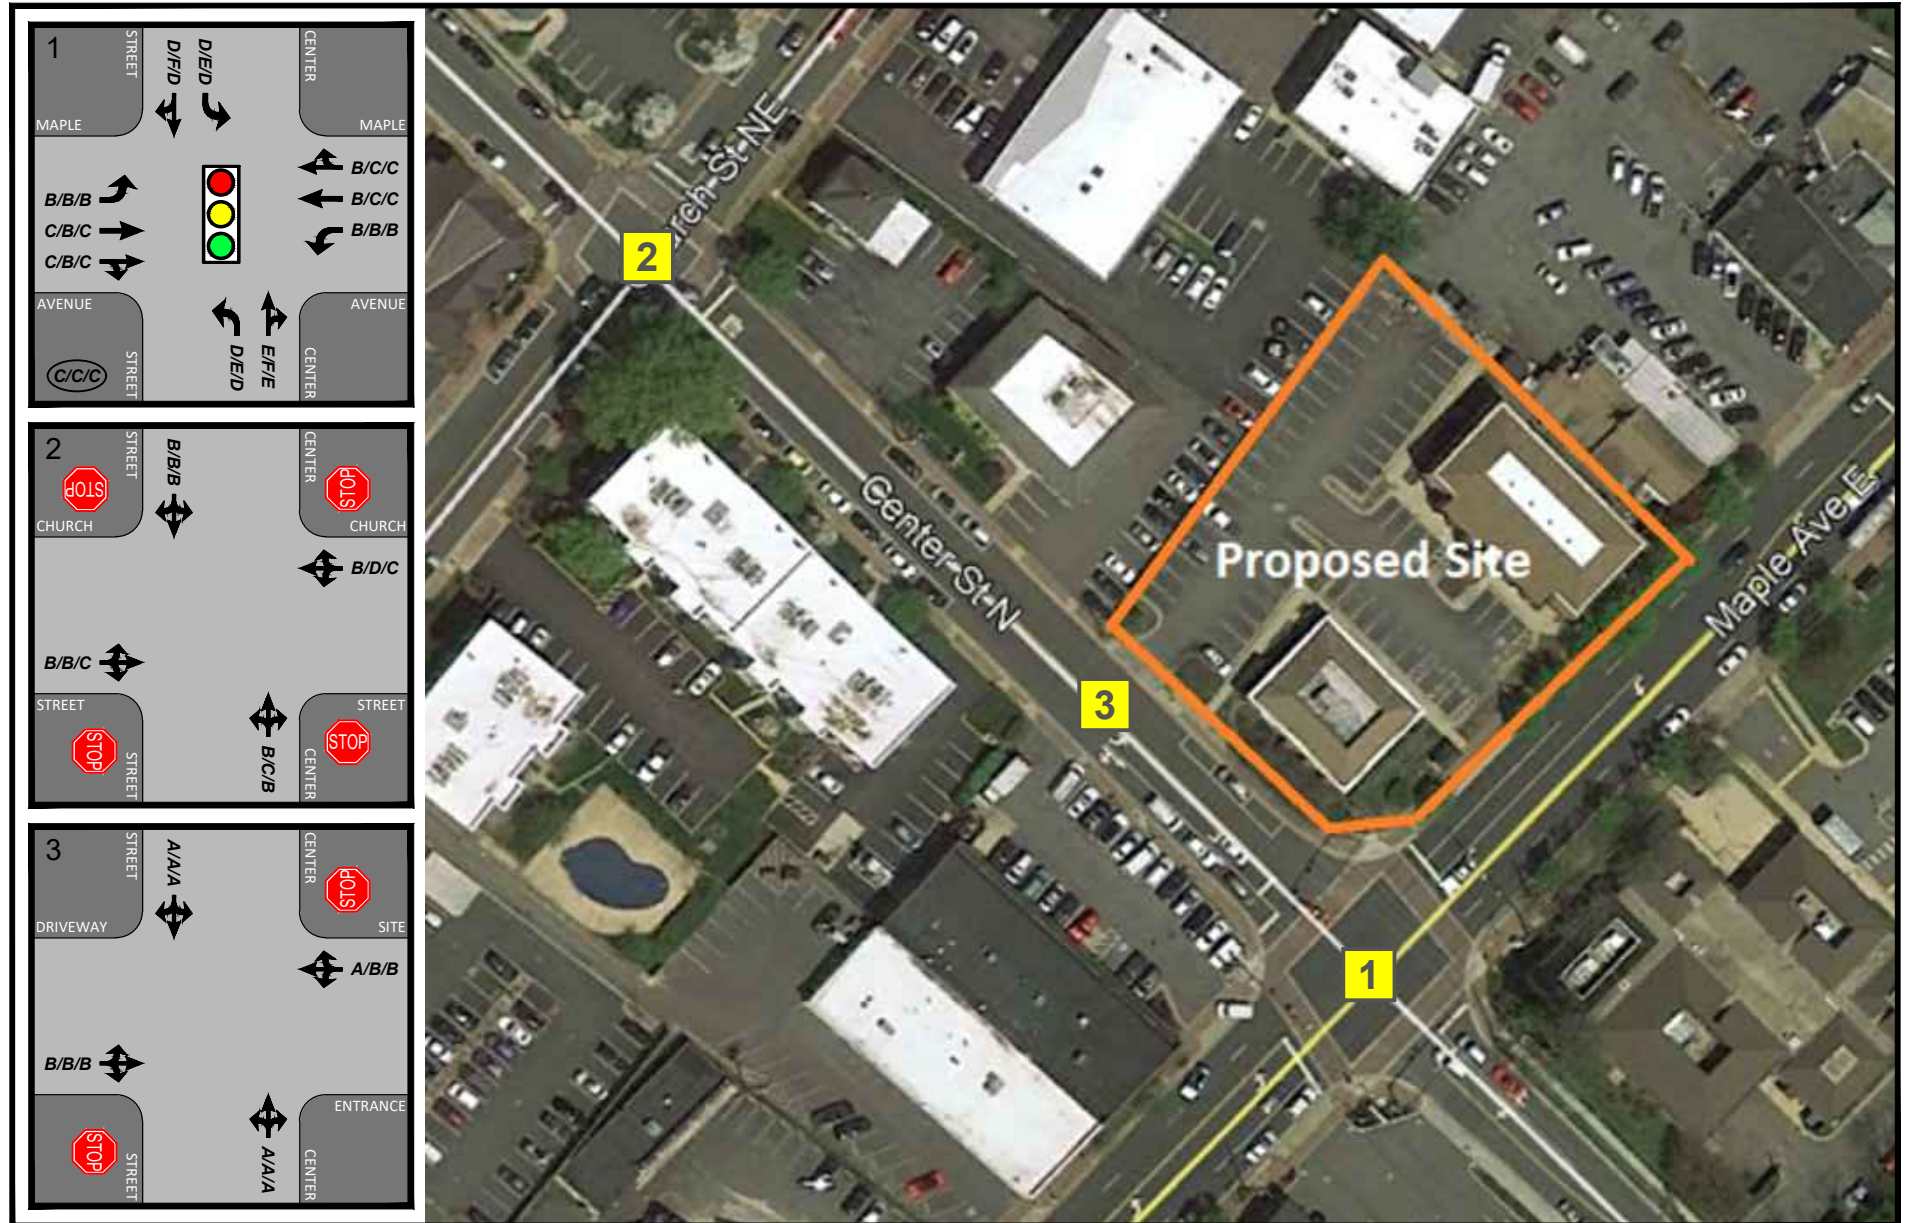 1
STREET
D/F/D
D/E/D
CENTER
MAPLE
MAPLE
B/B/B
C/B/C
C/B/C
B/C/C
B/C/C
B/B/B
AVENUE
AVENUE
C/C/C
STREET
D/E/D
E/F/E
CENTER
2
STREET
B/B/B
CENTER
STOP
STOP
CHURCH
CHURCH
B/D/C
B/B/C
STREET
STREET
STOP
STREET
B/C/B
CENTER
STOP
3
STREET
A/A/A
CENTER
STOP
DRIVEWAY
SITE
A/B/B
B/B/B
ENTRANCE
STOP
STREET
A/A/A
CENTER
rch St NE
2
Center St N
Proposed Site
Maple Ave E
3
1